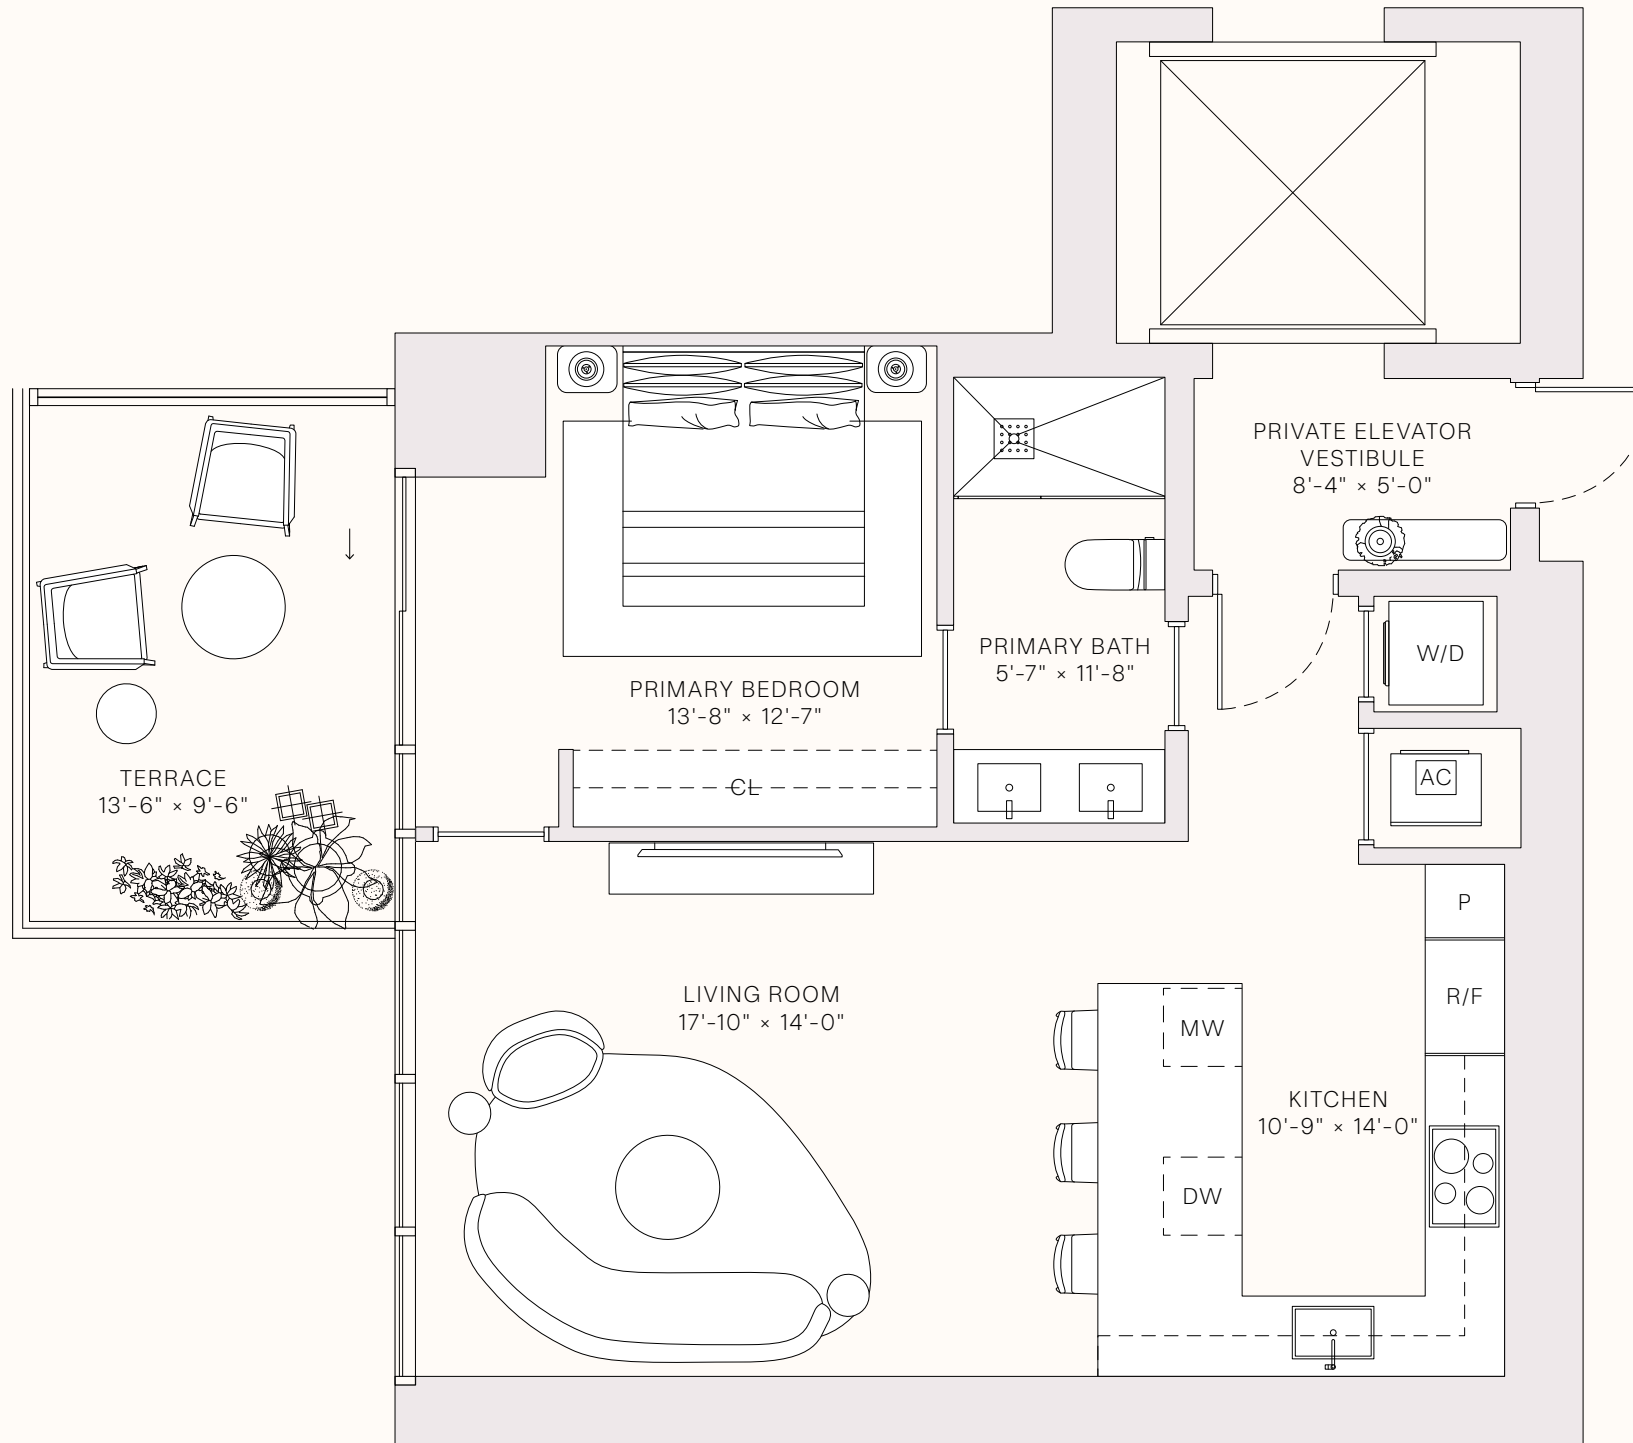 PRIVATE ELEVATOR
VESTIBULE
8'-4" × 5'-0"
W/D
PRIMARY BATH
5'-7" × 11'-8"
PRIMARY BEDROOM
13'-8" × 12'-7"
TERRACE
13'-6" × 9'-6"
CL
AC
P
LIVING ROOM
17'-10" × 14'-0"
R/F
MW
KITCHEN
10'-9" × 14'-0"
DW